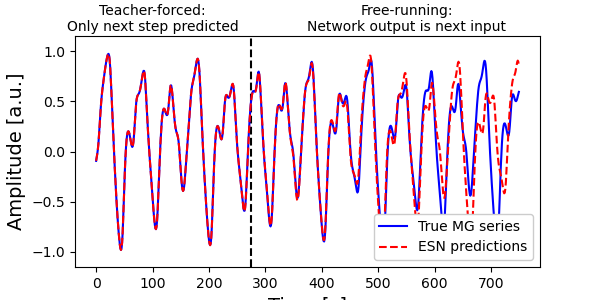 Teacher-forced:
Only next step predicted
Free-running:
Network output is next input
Amplitude [a.u.]
1.0
0.5
0.0
−0.5
−1.0
0 100 200 300 400 500 600 700
True MG series
ESN predictions